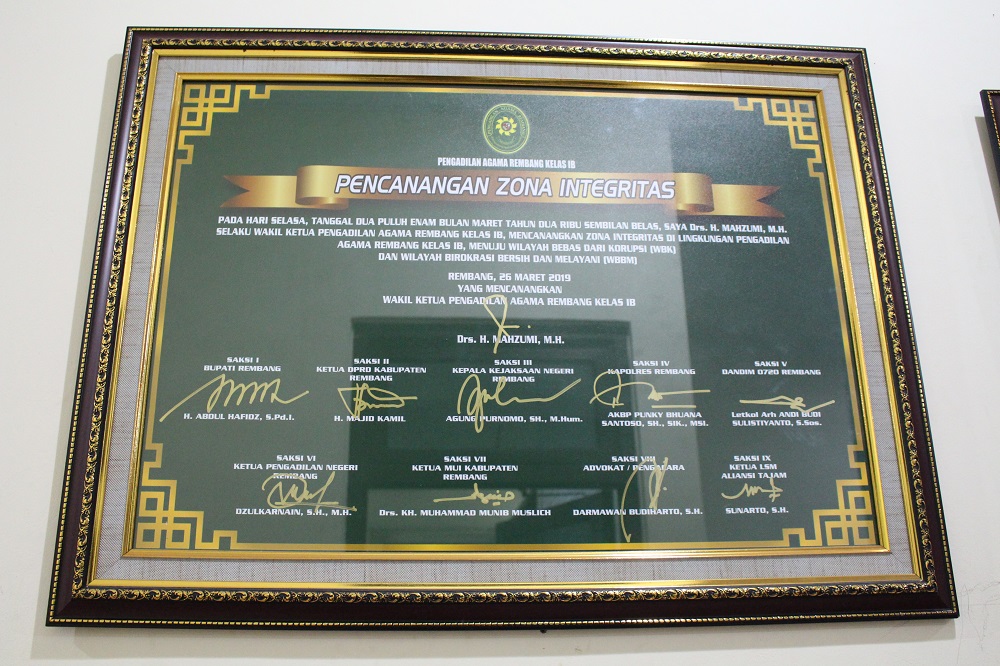 PENGADILAN AGAMA REMBANG KELAS IB
PENCANANGAN ZONA INTEGRITAS
PADA HARI SELASA, TANGGAL DUA PULUH ENAM BULAN MARET TAHUN DUA RIBU SEMBILAN BELAS, SAYA Drs. H. MAHZUMI, M.H.
SELAKU WAKIL KETUA PENGADILAN AGAMA REMBANG KELAS IB, MENCANANGKAN ZONA INTEGRITAS DI LINGKUNGAN PENGADILAN
AGAMA REMBANG KELAS IB, MENUJU WILAYAH BEBAS DARI KORUPSI (WBK)
DAN WILAYAH BIROKRASI BERSIH DAN MELAYANI (WBBM)
REMBANG, 26 MARET 2019
YANG MENCANANGKAN
WAKIL KETUA PENGADILAN AGAMA REMBANG KELAS IB
Drs. H. MAHZUMI, M.H.
SAKSI I
BUPATI REMBANG
H. ABDUL HAFIDZ, S.Pd.I.
SAKSI II
KETUA DPRD KABUPATEN
REMBANG
H. MAJID KAMIL
SAKSI III
KEPALA KEJAKSAAN NEGERI
REMBANG
AGUNG PURNOMO, SH., M.Hum.
SAKSI IV
KAPOLRES REMBANG
AKBP PUNKY BHUANA
SANTOSO, SH., SIK., MSI.
SAKSI V
DANDIM 0720 REMBANG
Letkol Arh ANDI BUDI
SULISTIYANTO, S.Sos.
SAKSI VI
KETUA PENGADILAN NEGERI
REMBANG
DZULKARNAIN, S.H., M.H.
SAKSI VII
KETUA MUI KABUPATEN
REMBANG
Drs. KH. MUHAMMAD MUNIB MUSLICH
SAKSI VIII
ADVOKAT / PENGACARA
DARMAWAN BUDIHARTO, S.H.
SAKSI IX
KETUA LSM
ALIANSI TAJAM
SUNARTO, S.H.